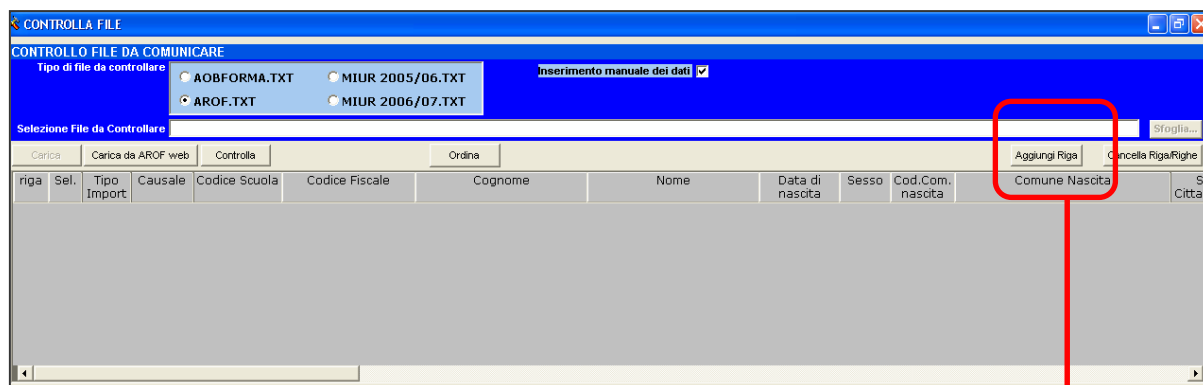 CONTROLLA FILE
CONTROLLO FILE DA COMUNICARE
Tipo di file da controllare
AOBFORMA.TXT
MIUR 2005/06.TXT
AROF.TXT
MIUR 2006/07.TXT
Inserimento manuale dei dati
Selezione File da Controllare
Sfoglia...
Carica
Carica da AROF web
Controlla
Ordina
Aggiungi Riga
Cancella Riga/Righe
riga
Sel.
Tipo
Import
Causale
Codice Scuola
Codice Fiscale
Cognome
Nome
Data di
nascita
Sesso
Cod.Com.
nascita
Comune Nascita
S
Citta